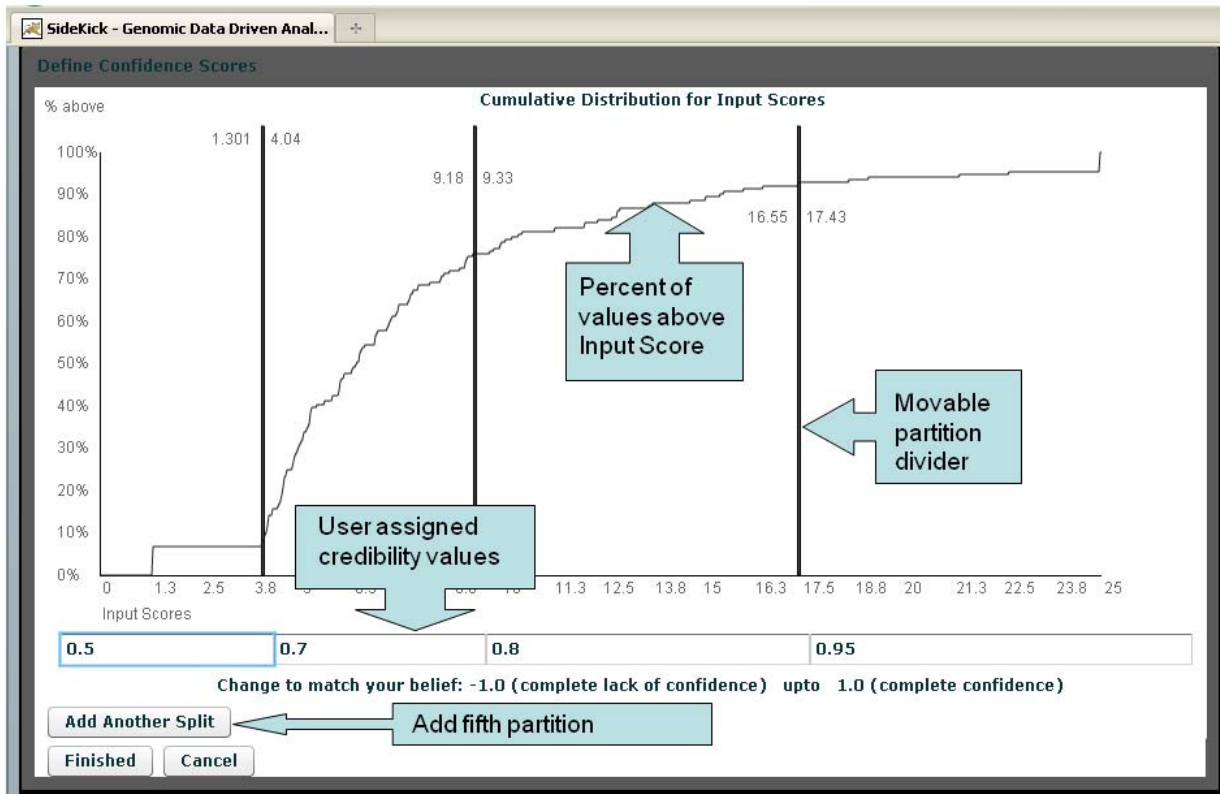 SideKick - Genomic Data Driven Anal...
Define Confidence Scores
% above
Cumulative Distribution for Input Scores
1.301 4.04
9.18 9.33
16.55 17.43
100%
90%
80%
70%
60%
50%
40%
30%
20%
10%
0%
Percent of
values above
Input Score
Movable
partition
divider
User assigned
credibility values
0 1.3 2.5 3.8 11.3 12.5 13.8 15 16.3 17.5 18.8 20 21.3 22.5 23.8 25
Input Scores
0.5 0.7 0.8 0.95
Change to match your belief: -1.0 (complete lack of confidence) upto 1.0 (complete confidence)
Add Another Split
Add fifth partition
Finished Cancel